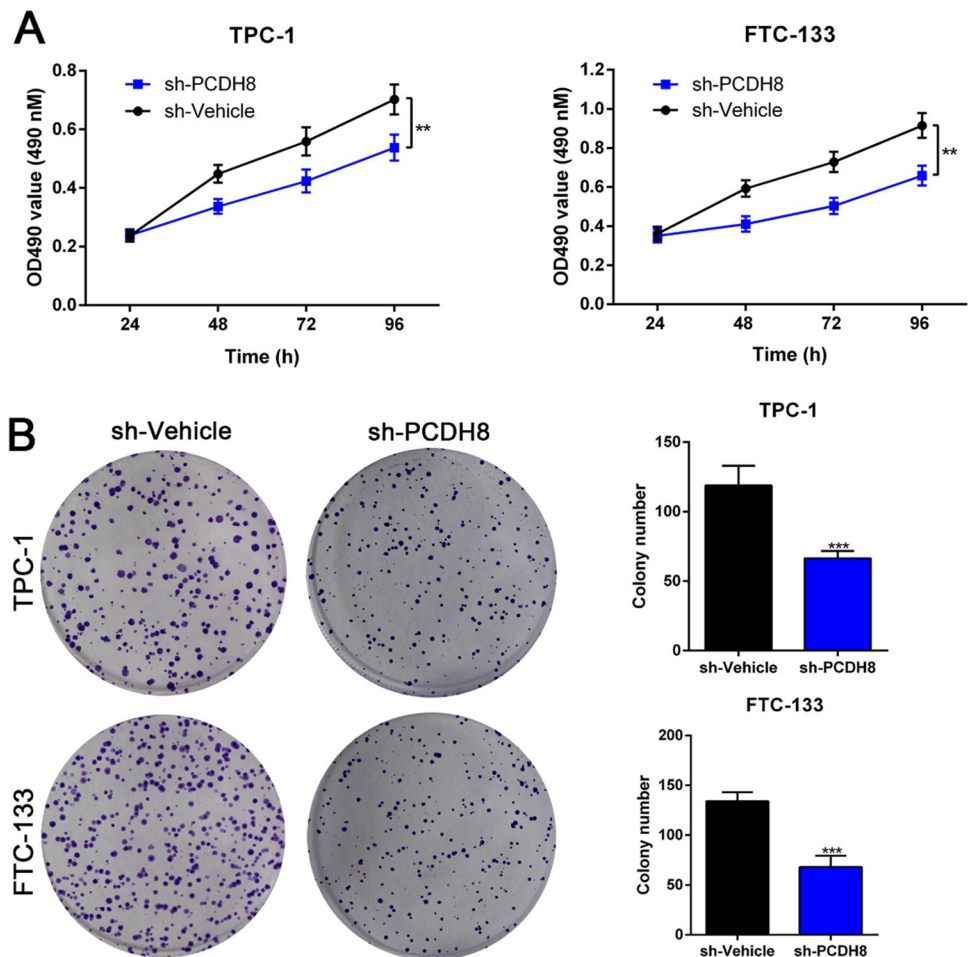 A
TPC-1
OD490 value (490 nM)
0.8
0.6
0.4
0.2
0.0
sh-PCDH8
sh-Vehicle
**
24 48 72 96
Time (h)
FTC-133
OD490 value (490 nM)
1.2
1.0
0.8
0.6
0.4
0.2
0.0
sh-PCDH8
sh-Vehicle
**
24 48 72 96
Time (h)
B
sh-Vehicle sh-PCDH8
TPC-1
FTC-133
TPC-1
Colony number
150
100
50
0
***
sh-Vehicle sh-PCDH8
FTC-133
Colony number
200
150
100
50
0
***
sh-Vehicle sh-PCDH8